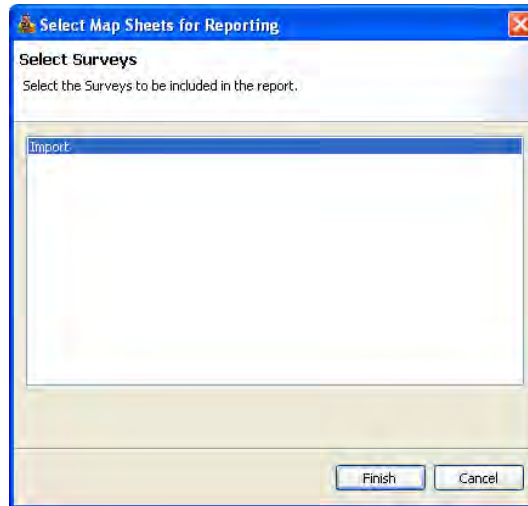 Select Map Sheets for Reporting
Select Surveys
Select the Surveys to be included in the report.
Import
Finish
Cancel